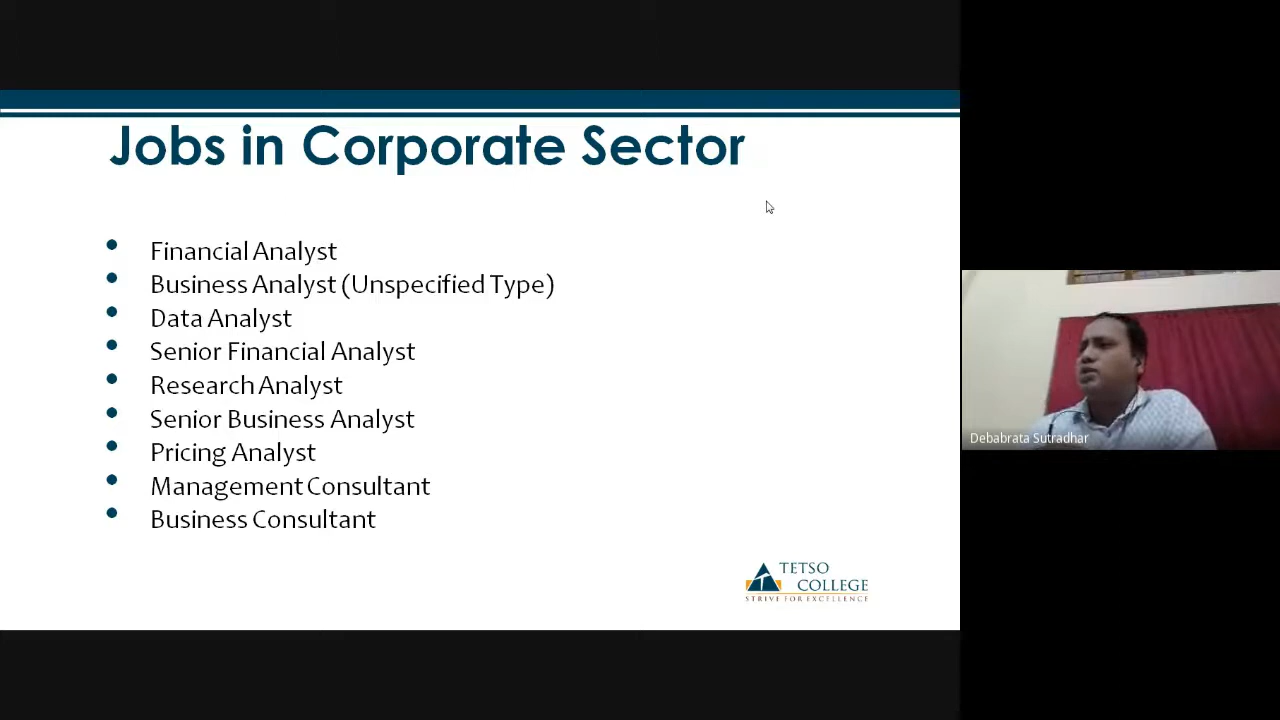 Jobs in Corporate Sector
Financial Analyst
Business Analyst (Unspecified Type)
Data Analyst
Senior Financial Analyst
Research Analyst
Senior Business Analyst
Pricing Analyst
Management Consultant
Business Consultant
TETSO
COLLEGE
STRIVE FOR EXCELLENCE
Debabrata Sutradhar